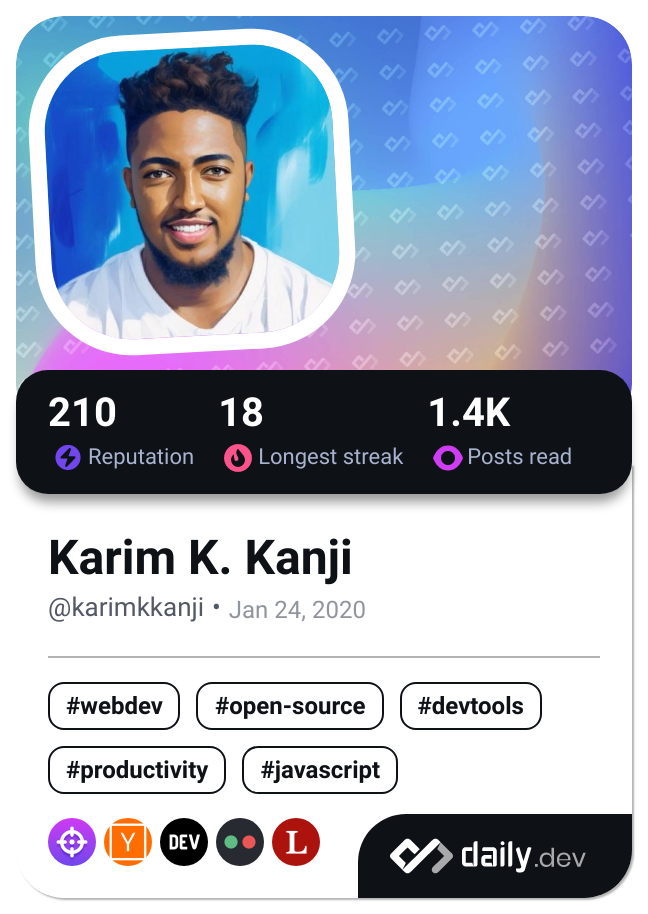 210 18 1.4K
Reputation Longest streak Posts read
Karim K. Kanji
@karimkkanji • Jan 24, 2020
#webdev #open-source #devtools
#productivity #javascript
Y DEV L daily.dev